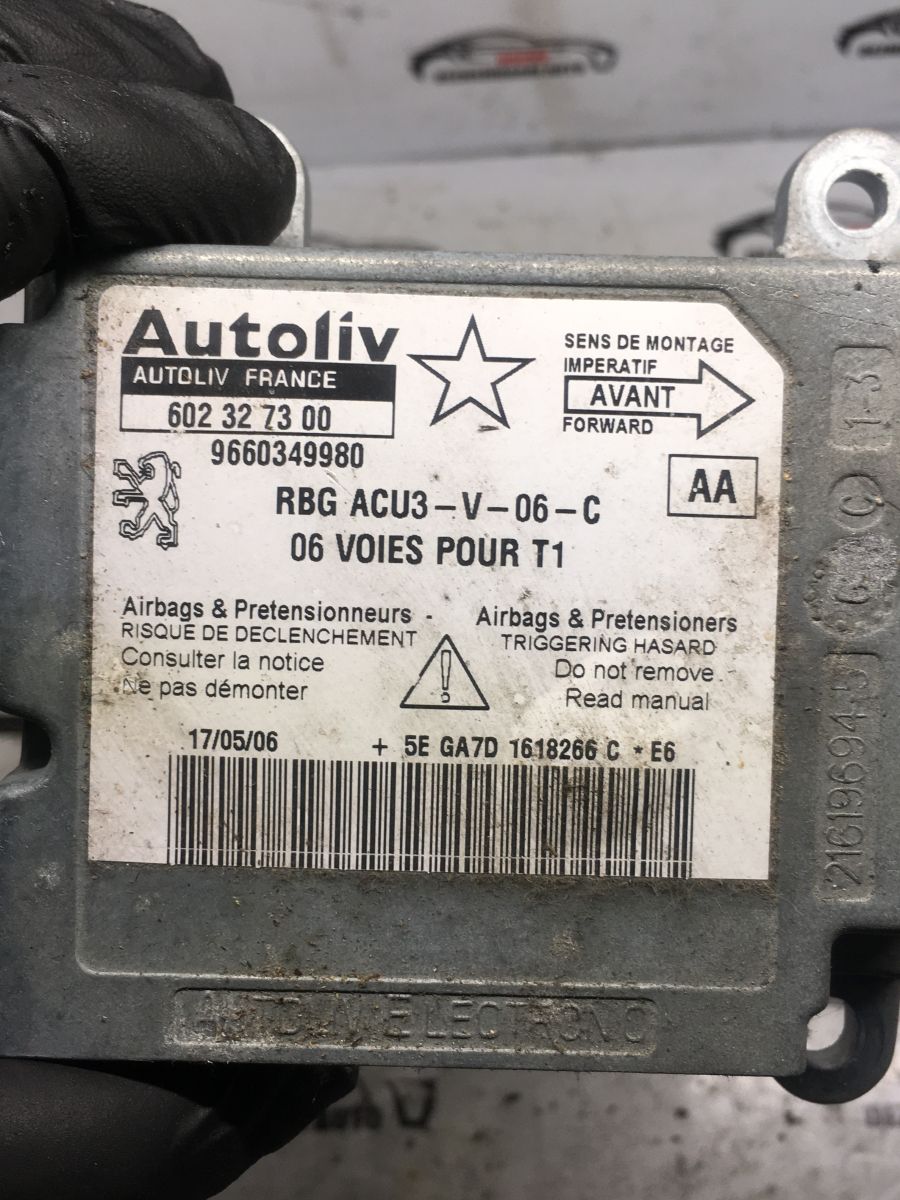 Autoliv
AUTOLIV FRANCE
602 32 73 00
9660349980
SENS DE MONTAGE
IMPERATIF
AVANT
FORWARD
AA
RBG ACU3-V-06-C
06 VOIES POUR T1
Airbags & Pretensionneurs -
RISQUE DE DECLENCHEMENT
Consulter la notice
Ne pas démonter
Airbags & Pretensioners
TRIGGERING HASARD
Do not remove
Read manual
17/05/06 + 5E GA7D 1618266 C * E6
1-3
C
AUTOLIV ELECTRONIC